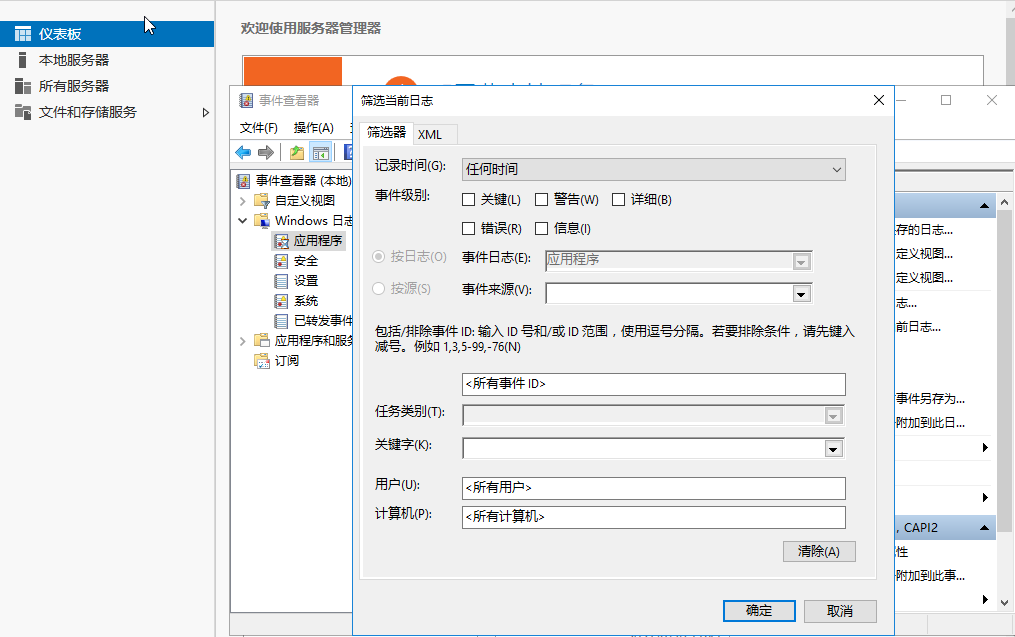 仪表板
本地服务器
所有服务器
文件和存储服务
欢迎使用服务器管理器
事件查看器
文件(F) 操作(A)
事件查看器 (本地)
自定义视图
Windows 日志
应用程序
安全
设置
系统
已转发事件
应用程序和服务
订阅
筛选当前日志
筛选器 XML
记录时间(G): 任何时间
事件级别: 关键(L) 警告(W) 详细(B)
错误(R) 信息(I)
按日志(O) 事件日志(E): 应用程序
按源(S) 事件来源(V):
包括/排除事件 ID: 输入 ID 号和/或 ID 范围，使用逗号分隔。若要排除条件，请先键入
减号。例如 1,3,5-99,-76(N)
<所有事件 ID>
任务类别(T):
关键字(K):
用户(U): <所有用户>
计算机(P): <所有计算机>
清除(A)
确定 取消
存的日志...
定义视图...
定义视图...
志...
前日志...
事件另存为...
附加到此日...
, CAPI2
性
附加到此事...